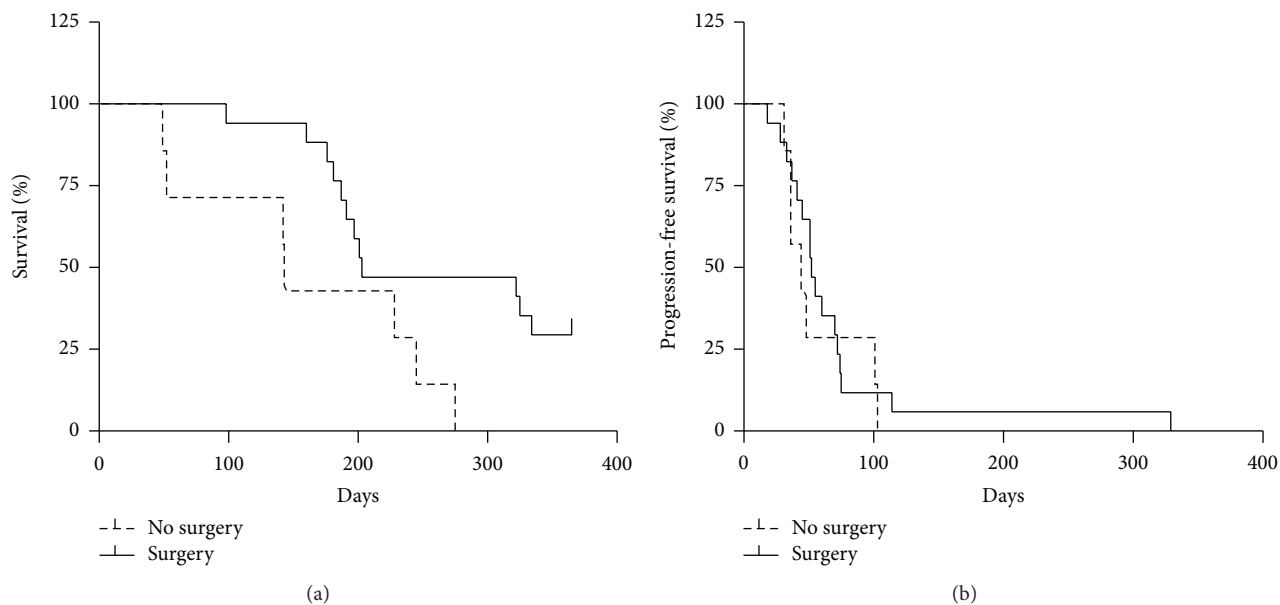 125
100
75
50
25
0
Survival (%)
0 100 200 300 400
Days
No surgery
Surgery
(a)
125
100
75
50
25
0
Progression-free survival (%)
0 100 200 300 400
Days
No surgery
Surgery
(b)